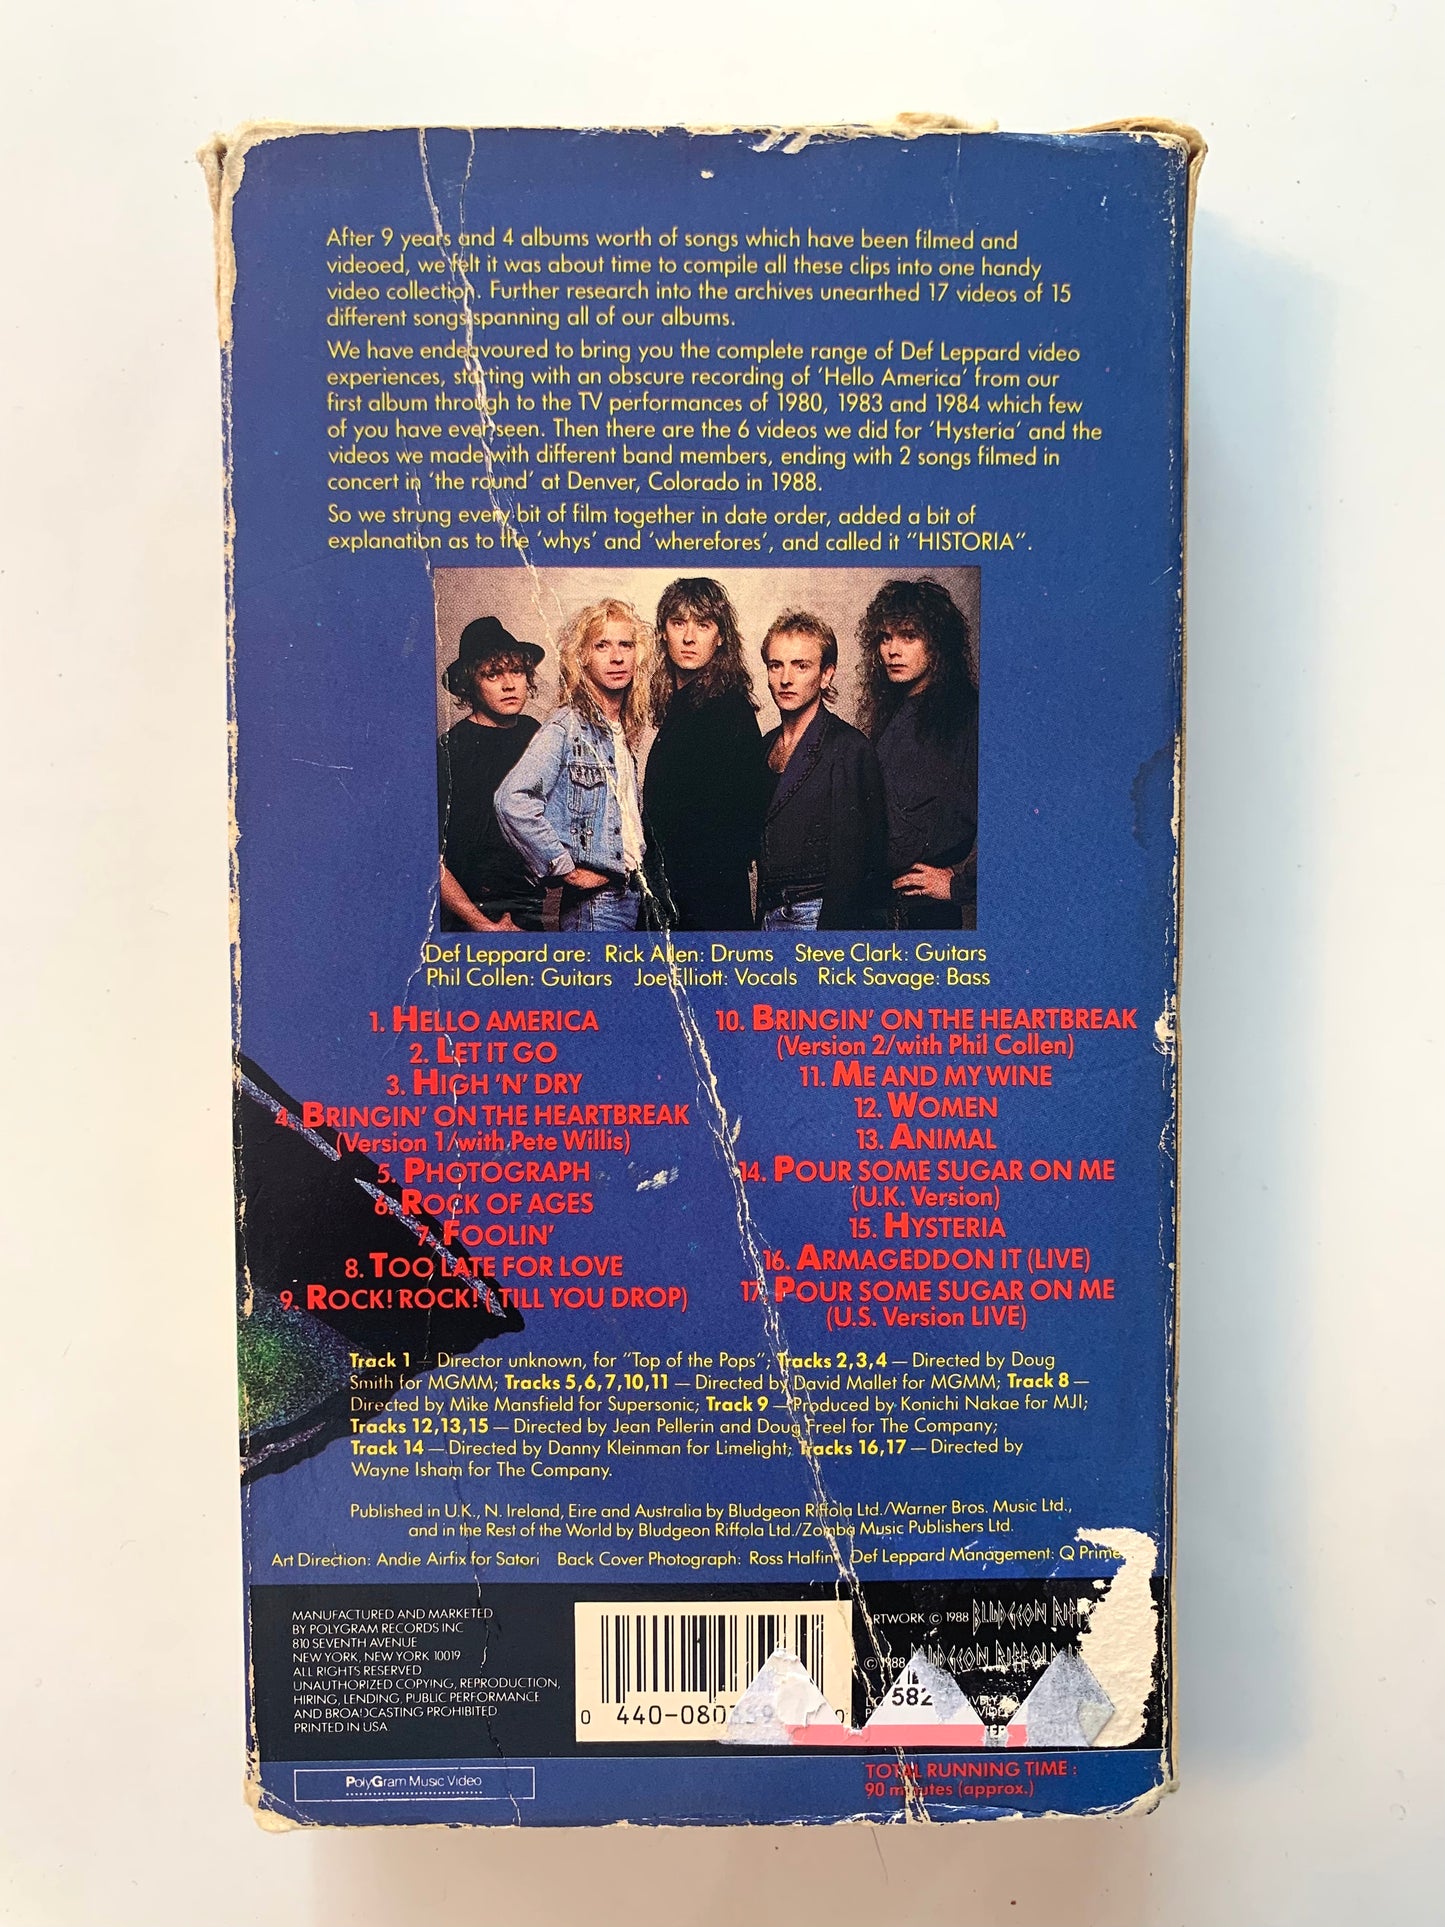 After 9 years and 4 albums worth of songs which have been filmed and
videoed, we felt it was about time to compile all these clips into one handy
video collection. Further research into the archives unearthed 17 videos of 15
different songs spanning all of our albums.
We have endeavoured to bring you the complete range of Def Leppard video
experiences, starting with an obscure recording of 'Hello America' from our
first album through to the TV performances of 1980, 1983 and 1984 which few
of you have ever seen. Then there are the 6 videos we did for 'Hysteria' and the
videos we made with different band members, ending with 2 songs filmed in
concert in 'the round' at Denver, Colorado in 1988.
So we strung every bit of film together in date order, added a bit of
explanation as to the 'whys' and 'wherefores', and called it "HISTORIA".
Def Leppard are: Rick Allen: Drums Steve Clark: Guitars
Phil Collen: Guitars Joe Elliott: Vocals Rick Savage: Bass
1. HELLO AMERICA
2. LET IT GO
3. HIGH 'N' DRY
4. BRINGIN' ON THE HEARTBREAK
(Version 1/with Pete Willis)
5. PHOTOGRAPH
6. ROCK OF AGES
7. FOOLIN'
8. TOO LATE FOR LOVE
9. ROCK! ROCK! (TILL YOU DROP)
10. BRINGIN' ON THE HEARTBREAK
(Version 2/with Phil Collen)
11. ME AND MY WINE
12. WOMEN
13. ANIMAL
14. POUR SOME SUGAR ON ME
(U.K. Version)
15. HYSTERIA
16. ARMAGEDDON IT (LIVE)
17. POUR SOME SUGAR ON ME
(U.S. Version LIVE)
Track 1 — Director unknown, for "Top of the Pops"; Tracks 2,3,4 — Directed by Doug
Smith for MGMM; Tracks 5,6,7,10,11 — Directed by David Mallet for MGMM; Track 8 —
Directed by Mike Mansfield for Supersonic; Track 9 — Produced by Konichi Nakae for MJI;
Tracks 12,13,15 — Directed by Jean Pellerin and Doug Freel for The Company;
Track 14 — Directed by Danny Kleinman for Limelight; Tracks 16,17 — Directed by
Wayne Isham for The Company.
Published in U.K., N. Ireland, Eire and Australia by Bludgeon Riffola Ltd./Warner Bros. Music Ltd.,
and in the Rest of the World by Bludgeon Riffola Ltd./Zomba Music Publishers Ltd.
Art Direction: Andie Airfix for Satori Back Cover Photograph: Ross Halfin Def Leppard Management: Q Prime
MANUFACTURED AND MARKETED
BY POLYGRAM RECORDS INC
810 SEVENTH AVENUE
NEW YORK, NEW YORK 10019
ALL RIGHTS RESERVED
UNAUTHORIZED COPYING, REPRODUCTION,
HIRING, LENDING, PUBLIC PERFORMANCE
AND BROADCASTING PROHIBITED
PRINTED IN USA
0 440-080
ARTWORK © 1988 BLUDGEON
© 1988 BLUDGEON RIFFOLA
582
PolyGram Music Video
TOTAL RUNNING TIME :
90 minutes (approx.)